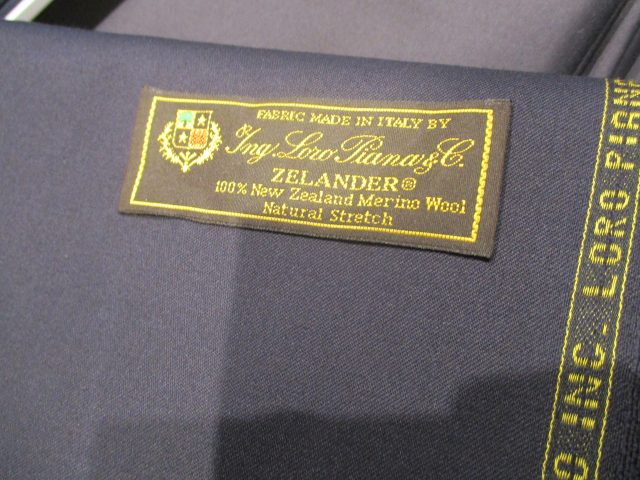 FABRIC MADE IN ITALY BY
Ing. Loro Piana & C.
ZELANDER®
100% New Zealand Merino Wool
Natural Stretch
INC. LORO PIANA